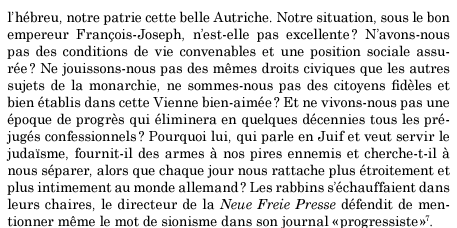 l'hébreu, notre patrie cette belle Autriche. Notre situation, sous le bon
empereur François-Joseph, n'est-elle pas excellente? N'avons-nous
pas des conditions de vie convenables et une position sociale assu-
rée? Ne jouissons-nous pas des mêmes droits civiques que les autres
sujets de la monarchie, ne sommes-nous pas des citoyens fidèles et
bien établis dans cette Vienne bien-aimée? Et ne vivons-nous pas une
époque de progrès qui éliminera en quelques décennies tous les pré-
jugés confessionnels? Pourquoi lui, qui parle en Juif et veut servir le
judaïsme, fournit-il des armes à nos pires ennemis et cherche-t-il à
nous séparer, alors que chaque jour nous rattache plus étroitement et
plus intimement au monde allemand? Les rabbins s'échauffaient dans
leurs chaires, le directeur de la Neue Freie Presse défendit de men-
tionner même le mot de sionisme dans son journal «progressiste»⁷.